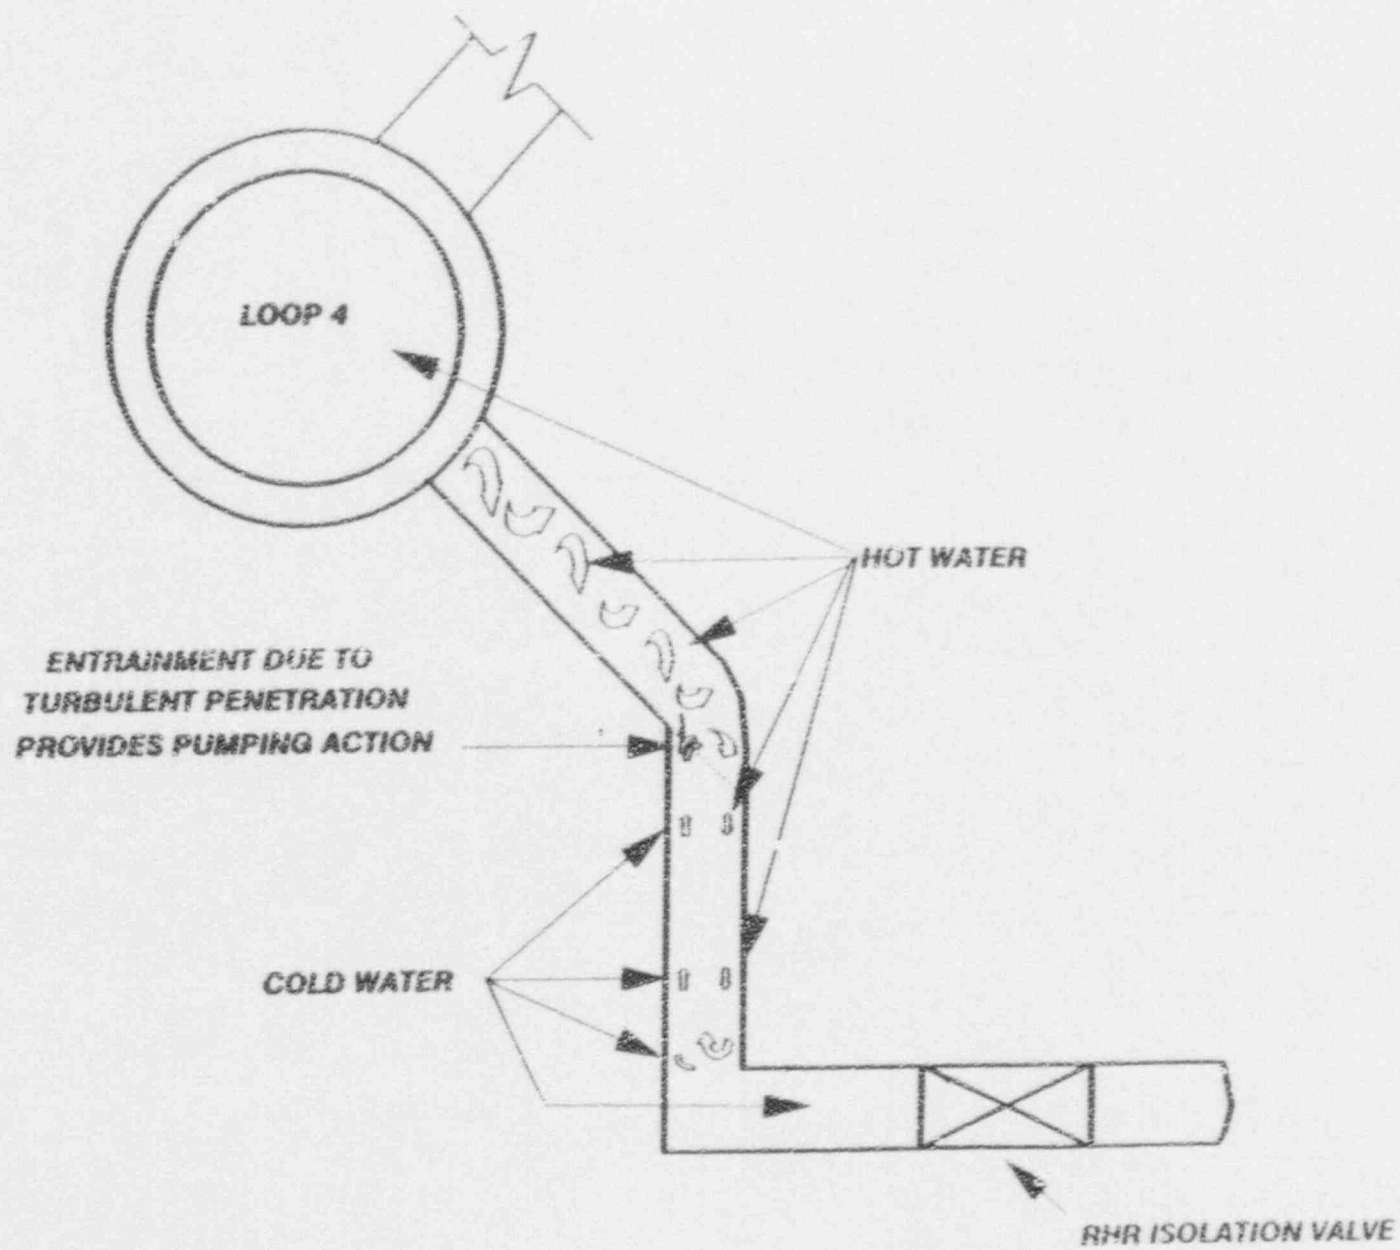 LOOP 4
HOT WATER
ENTRAINMENT DUE TO
TURBULENT PENETRATION
PROVIDES PUMPING ACTION
COLD WATER
RHR ISOLATION VALVE